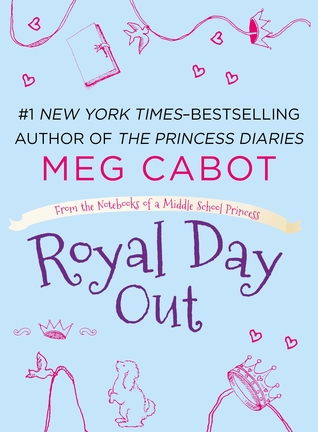 #1 NEW YORK TIMES–BESTSELLING
AUTHOR OF THE PRINCESS DIARIES
MEG CABOT
From the Notebooks of a Middle School Princess
Royal Day
Out